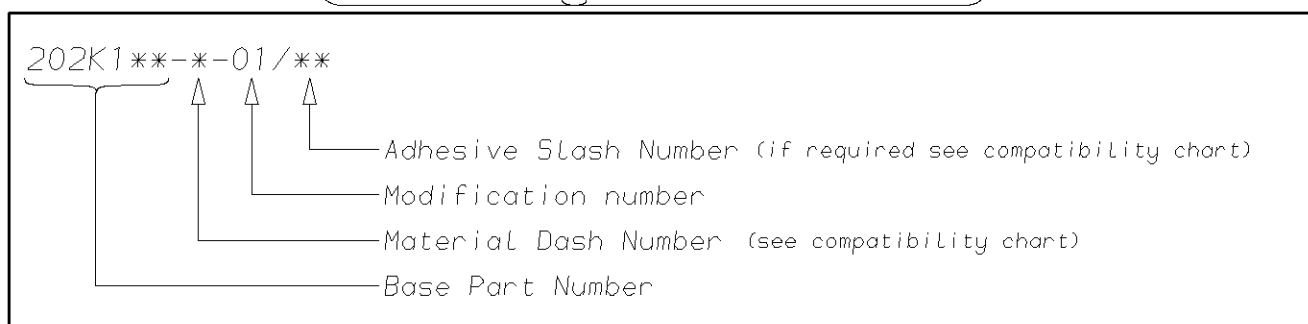 202K1**-*-01/**
Adhesive Slash Number (if required see compatibility chart)
Modification number
Material Dash Number (see compatibility chart)
Base Part Number